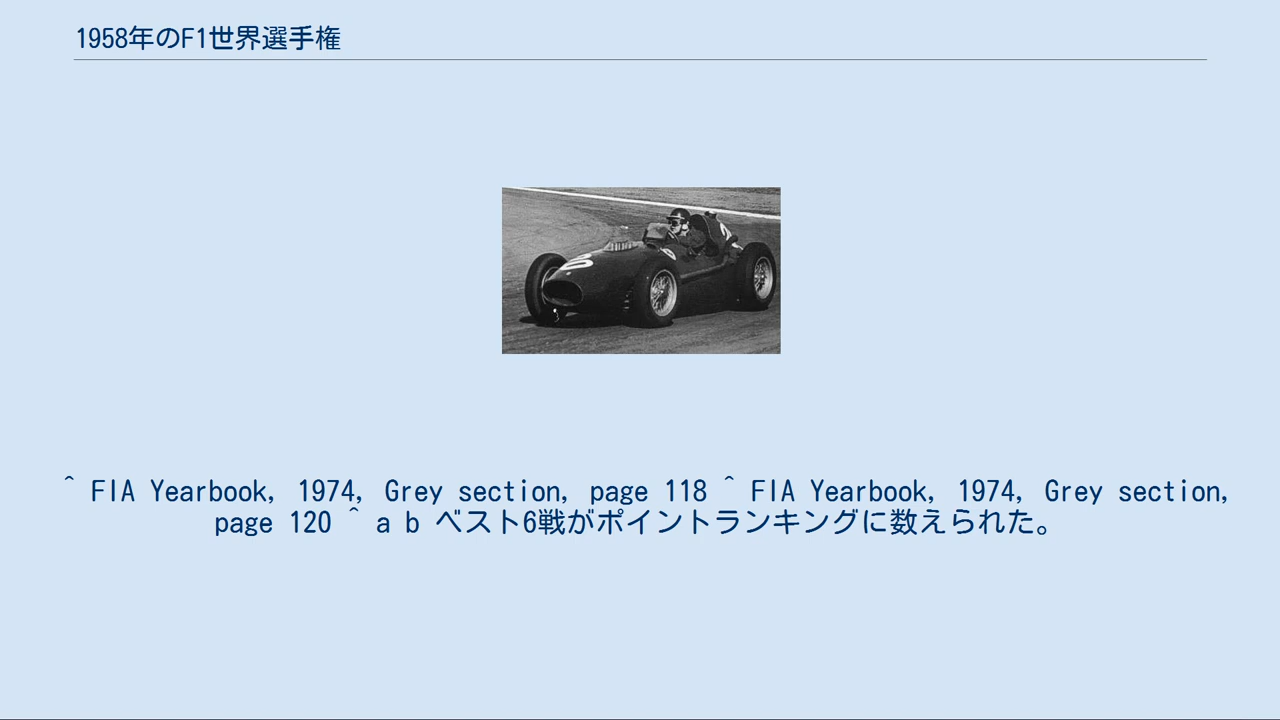 1958年のF1世界選手権
^ FIA Yearbook, 1974, Grey section, page 118 ^ FIA Yearbook, 1974, Grey section,
page 120 ^ a b ベスト6戦がポイントランキングに数えられた。